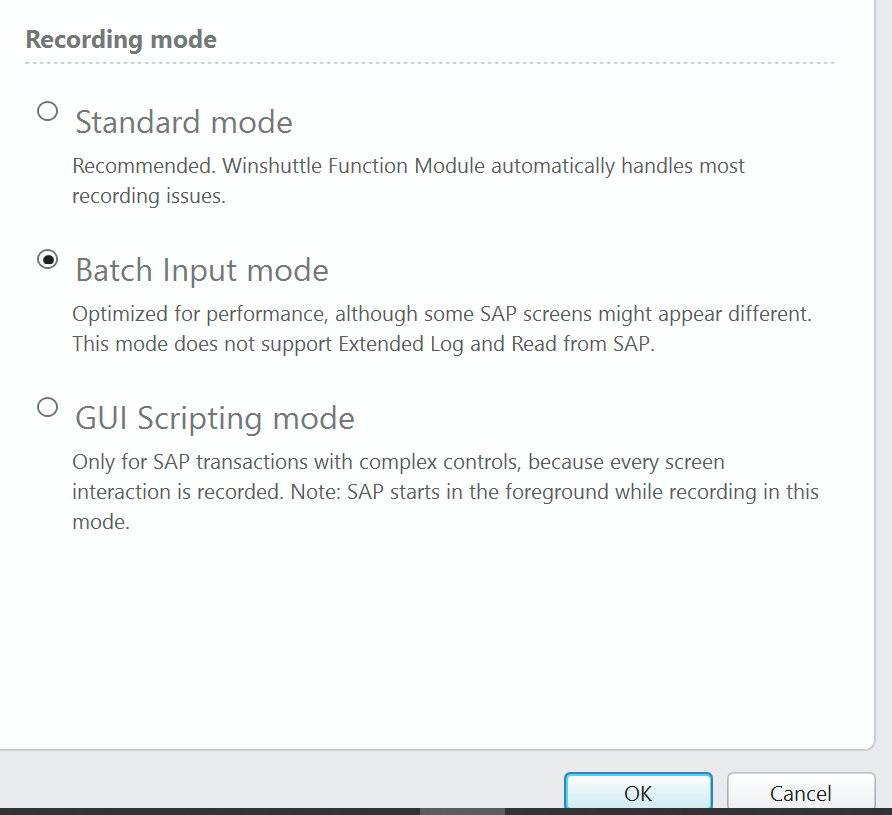 Recording mode
Standard mode
Recommended. Winshuttle Function Module automatically handles most
recording issues.
Batch Input mode
Optimized for performance, although some SAP screens might appear different.
This mode does not support Extended Log and Read from SAP.
GUI Scripting mode
Only for SAP transactions with complex controls, because every screen
interaction is recorded. Note: SAP starts in the foreground while recording in this
mode.
OK Cancel